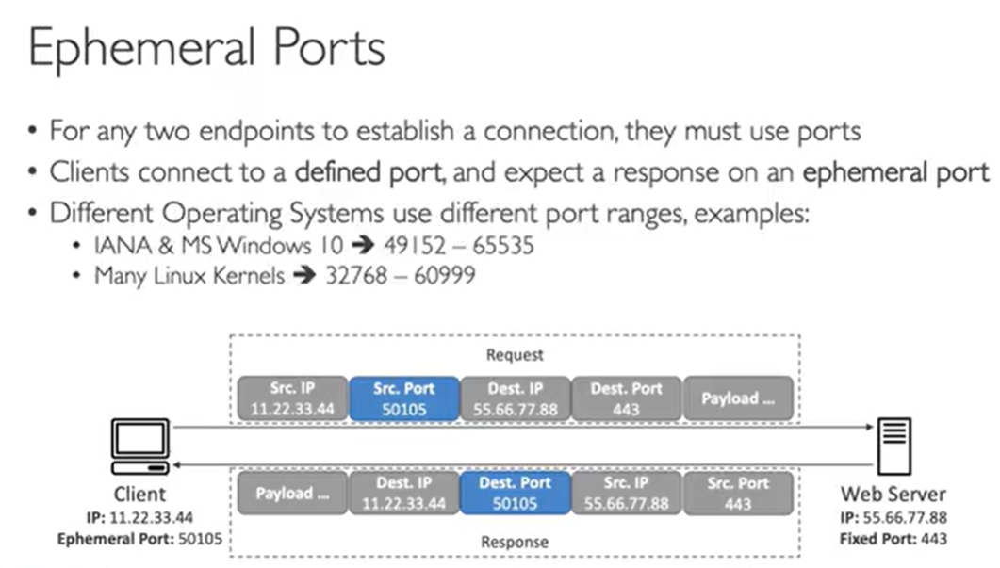 Ephemeral Ports
• For any two endpoints to establish a connection, they must use ports
• Clients connect to a defined port, and expect a response on an ephemeral port
• Different Operating Systems use different port ranges, examples:
• IANA & MS Windows 10 → 49152 – 65535
• Many Linux Kernels → 32768 – 60999
Request
Src. IP
11.22.33.44
Src. Port
50105
Dest. IP
55.66.77.88
Dest. Port
443
Payload ...
Client
IP: 11.22.33.44
Ephemeral Port: 50105
Web Server
IP: 55.66.77.88
Fixed Port: 443
Payload ...
Dest. IP
11.22.33.44
Dest. Port
50105
Src. IP
55.66.77.88
Src. Port
443
Response